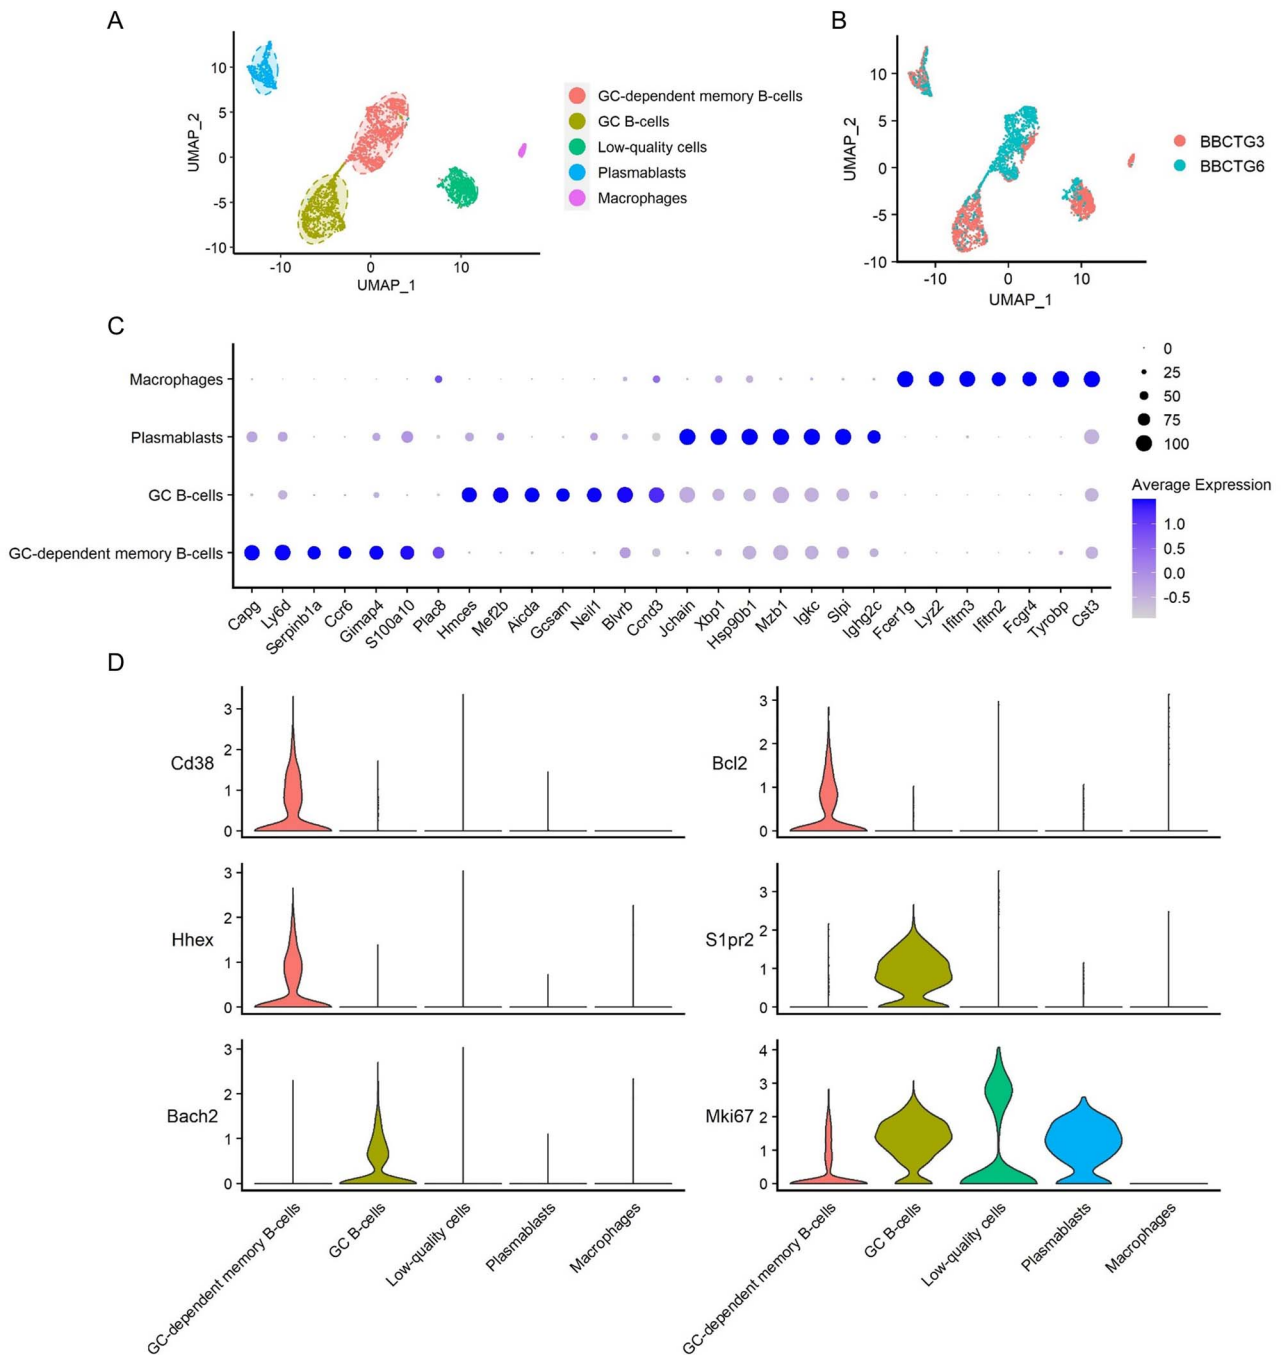 A
UMAP_2
10
5
0
-5
-10
-10
0
10
UMAP_1
GC-dependent memory B-cells
GC B-cells
Low-quality cells
Plasmablasts
Macrophages
B
UMAP_2
10
5
0
-5
-10
-10
0
10
UMAP_1
BBCTG3
BBCTG6
C
Macrophages
Plasmablasts
GC B-cells
GC-dependent memory B-cells
Capg
Ly6d
Serpinb1a
Ccr6
Gimap4
S100a10
Plac8
Hmces
Mef2b
Aicda
Gcsam
Neil1
Blvrb
Ccnd3
Jchain
Xbp1
Hsp90b1
Mzb1
Igkc
Slpi
Ighg2c
Fcer1g
Lyz2
Ifitm3
Ifitm2
Fcgr4
Tyrobp
Cst3
0
25
50
75
100
Average Expression
1.0
0.5
0.0
-0.5
D
Cd38
3
2
1
0
Bcl2
3
2
1
0
Hhex
3
2
1
0
S1pr2
3
2
1
0
Bach2
3
2
1
0
Mki67
4
3
2
1
0
GC-dependent memory B-cells
GC B-cells
Low-quality cells
Plasmablasts
Macrophages
GC-dependent memory B-cells
GC B-cells
Low-quality cells
Plasmablasts
Macrophages